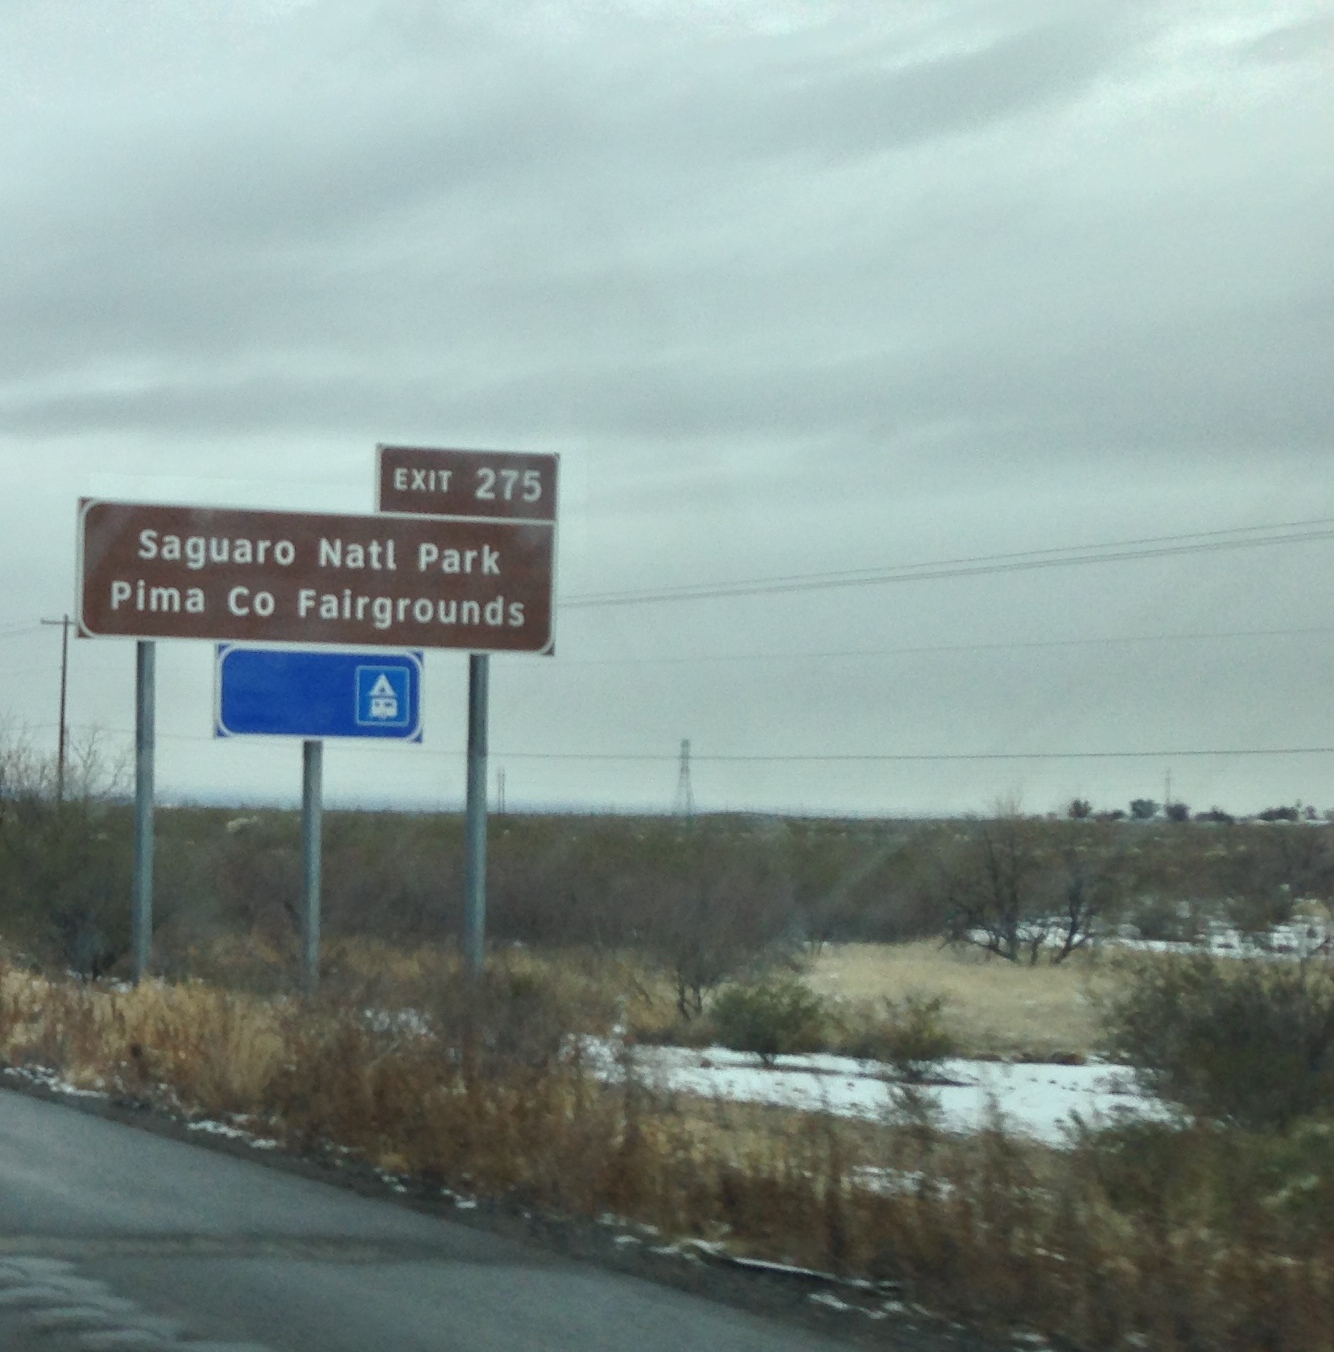 EXIT 275
Saguaro Natl Park
Pima Co Fairgrounds